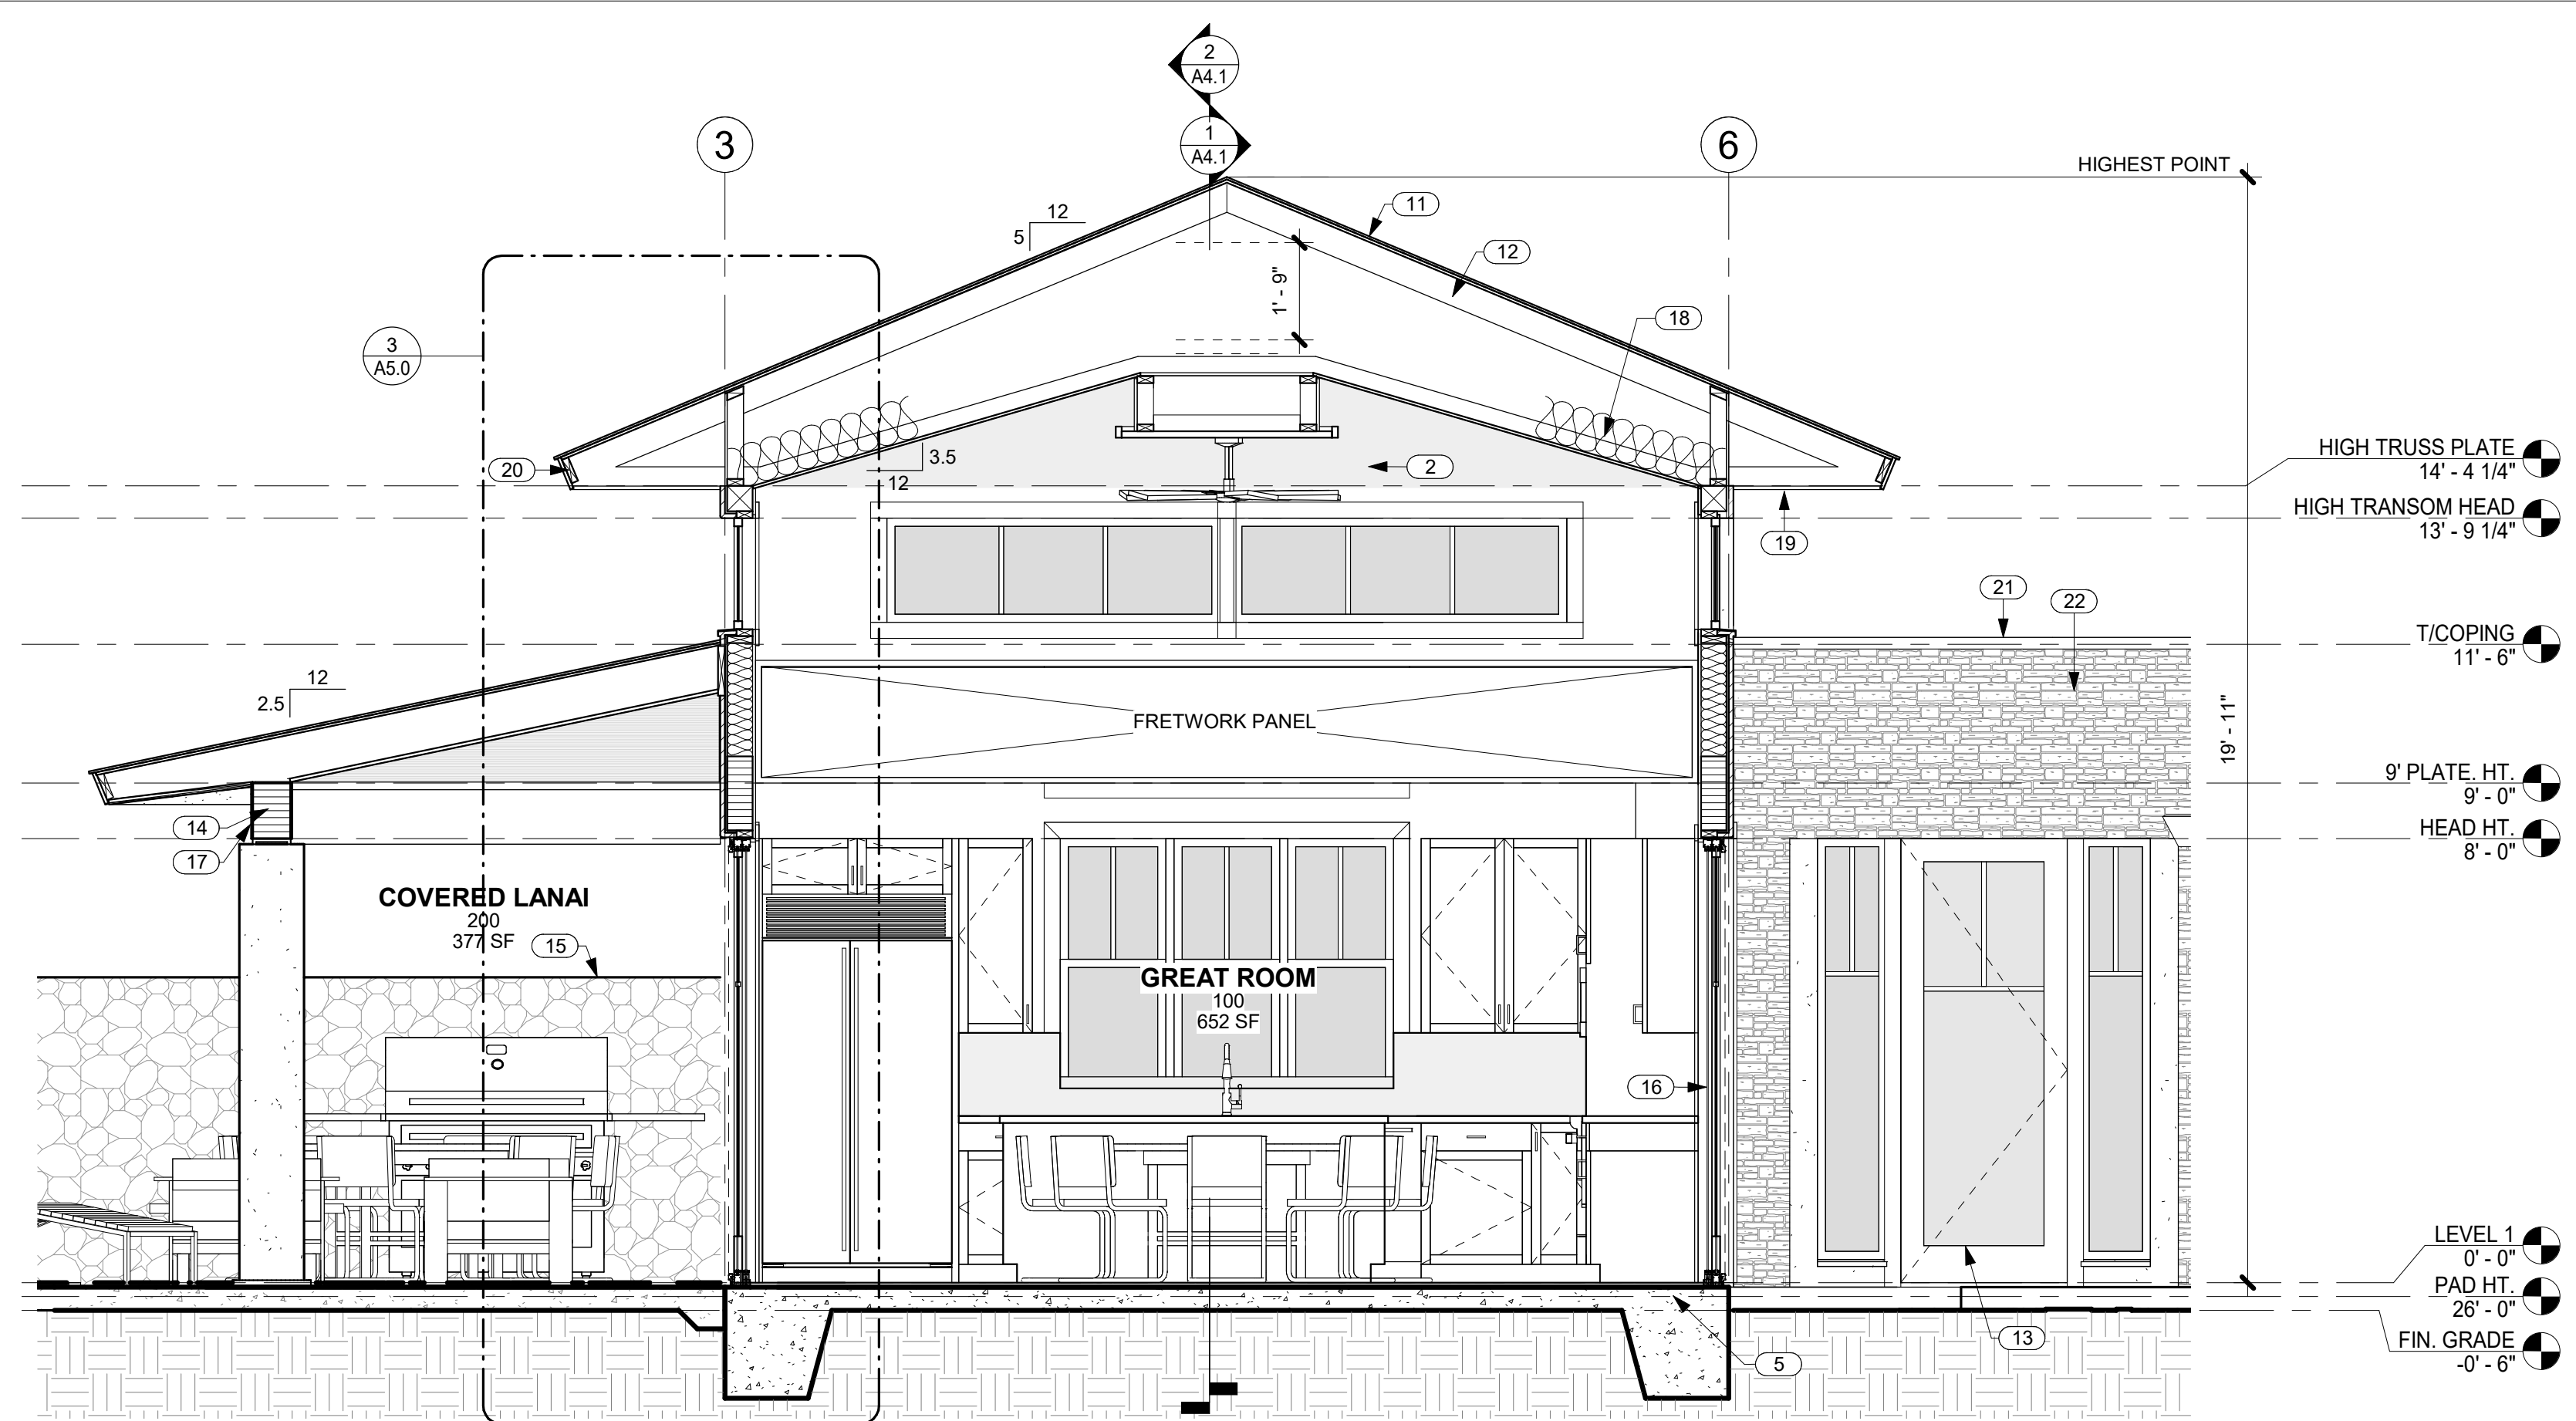 2
A4.1
1
A4.1
3
6
HIGHEST POINT
11
12
5
12
1' - 9"
18
3
A5.0
20
3.5
12
2
HIGH TRUSS PLATE
14' - 4 1/4"
HIGH TRANSOM HEAD
13' - 9 1/4"
19
21
22
T/COPING
11' - 6"
12
2.5
FRETWORK PANEL
19' - 11"
9' PLATE. HT.
9' - 0"
14
HEAD HT.
8' - 0"
17
COVERED LANAI
200
377 SF
15
GREAT ROOM
100
652 SF
16
LEVEL 1
0' - 0"
PAD HT.
26' - 0"
13
FIN. GRADE
-0' - 6"
5